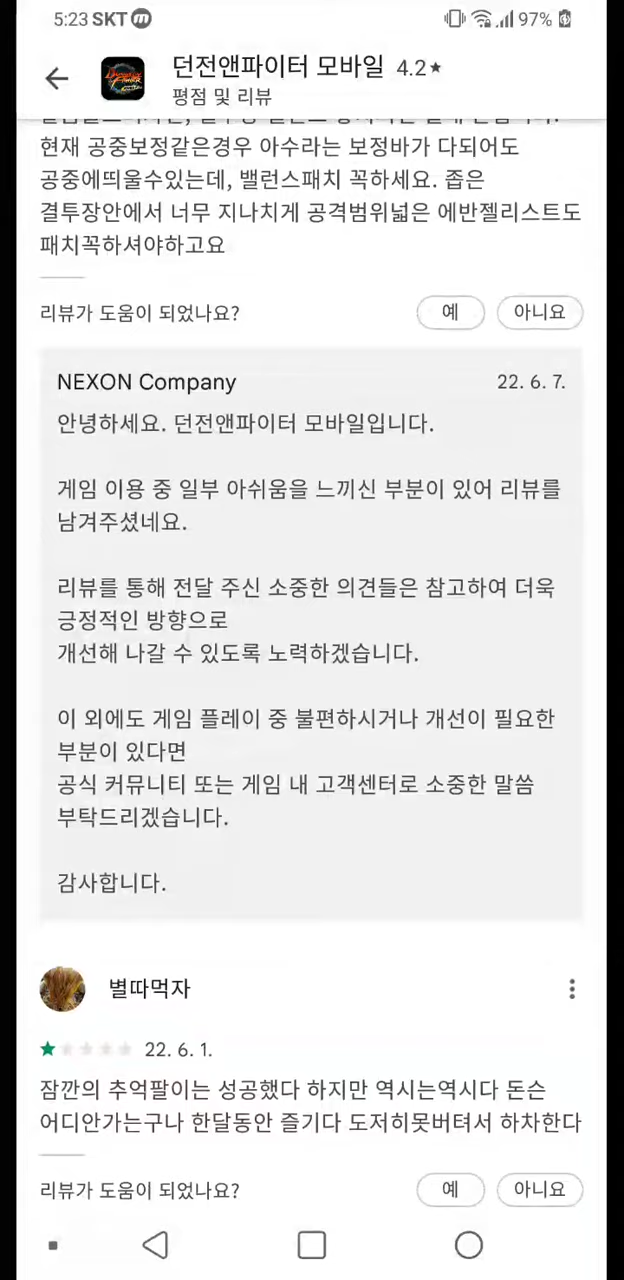 5:23 SKT m 97%
던전앤파이터 모바일 4.2★
평점 및 리뷰
현재 공중보정같은경우 아수라는 보정바가 다되어도
공중에띄울수있는데, 밸런스패치 꼭하세요. 좁은
결투장안에서 너무 지나치게 공격범위넓은 에반젤리스트도
패치꼭하셔야하고요
리뷰가 도움이 되었나요? 예 아니요
NEXON Company 22. 6. 7.
안녕하세요. 던전앤파이터 모바일입니다.
게임 이용 중 일부 아쉬움을 느끼신 부분이 있어 리뷰를
남겨주셨네요.
리뷰를 통해 전달 주신 소중한 의견들은 참고하여 더욱
긍정적인 방향으로
개선해 나갈 수 있도록 노력하겠습니다.
이 외에도 게임 플레이 중 불편하시거나 개선이 필요한
부분이 있다면
공식 커뮤니티 또는 게임 내 고객센터로 소중한 말씀
부탁드리겠습니다.
감사합니다.
별따먹자
22. 6. 1.
잠깐의 추억팔이는 성공했다 하지만 역시는역시다 돈슨
어디안가는구나 한달동안 즐기다 도저히못버텨서 하차한다
리뷰가 도움이 되었나요? 예 아니요